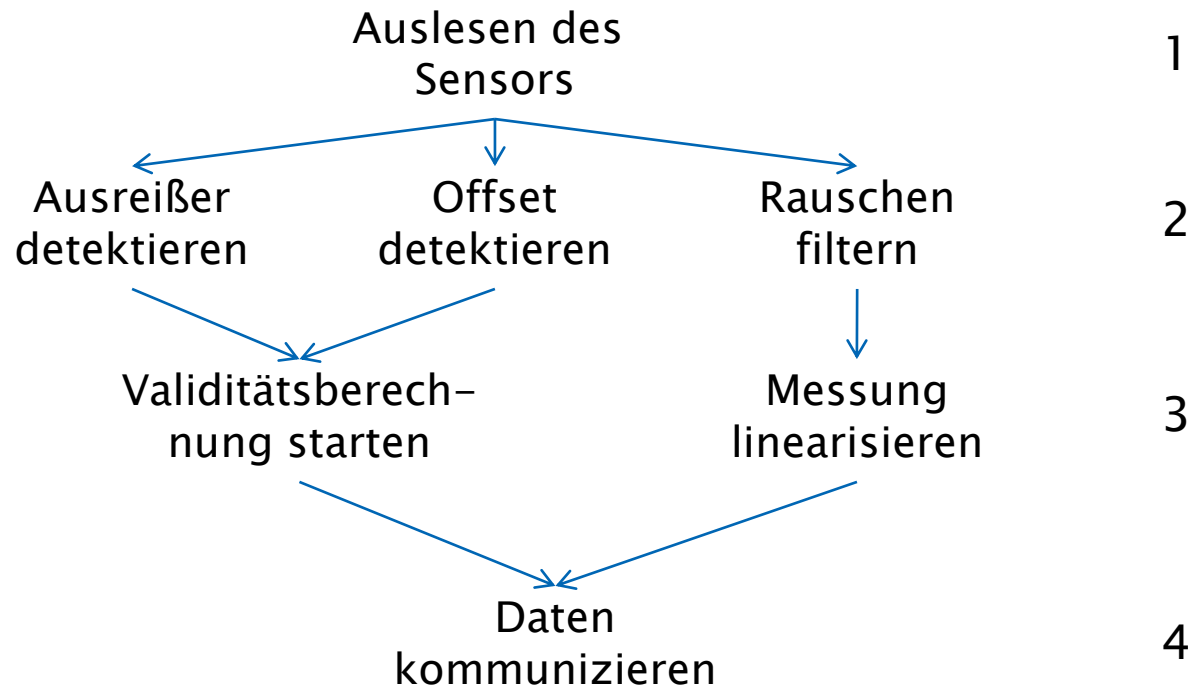 Auslesen des
Sensors
1
Ausreißer
detektieren
Offset
detektieren
Rauschen
filtern
2
Validitätsberech-
nung starten
Messung
linearisieren
3
Daten
kommunizieren
4